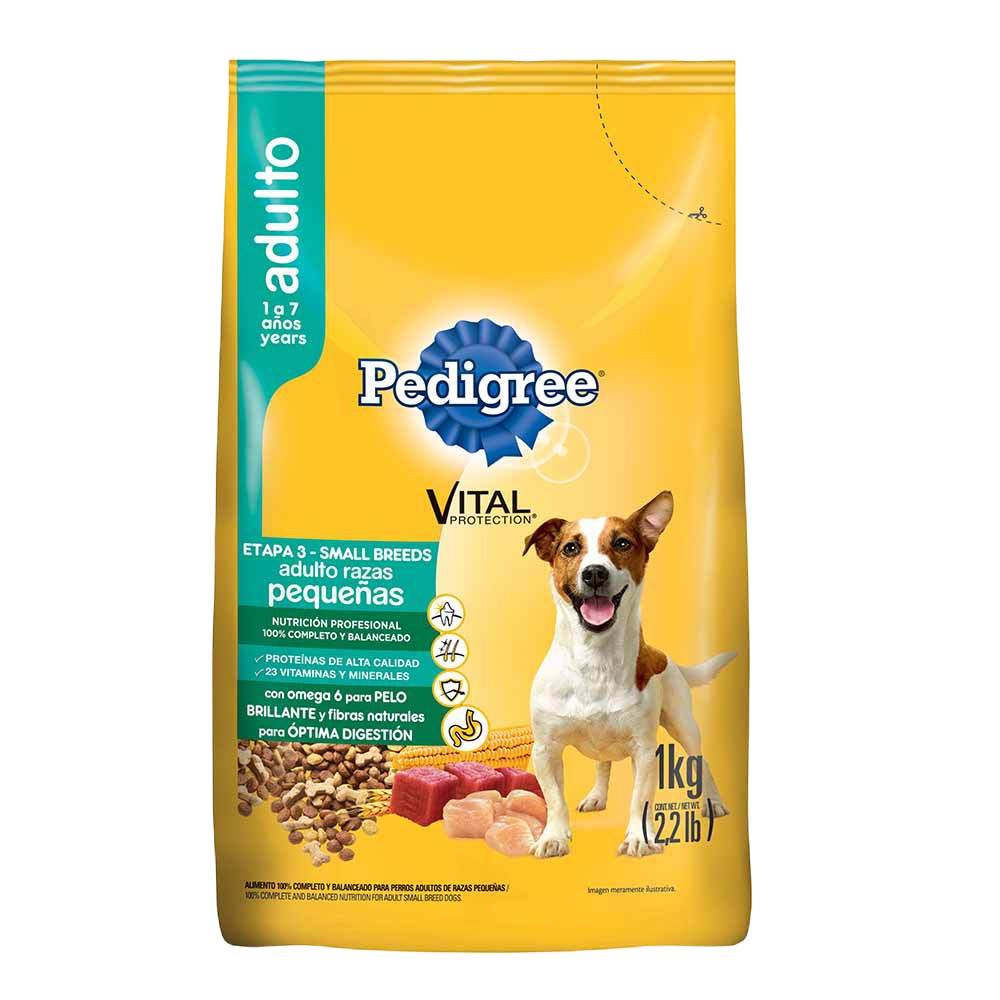 adulto
1 a 7
años
years
Pedigree®
VITAL
PROTECTION®
ETAPA 3 - SMALL BREEDS
adulto razas
pequeñas
NUTRICIÓN PROFESIONAL
100% COMPLETO Y BALANCEADO
✓ PROTEÍNAS DE ALTA CALIDAD
✓ 23 VITAMINAS Y MINERALES
con omega 6 para PELO
BRILLANTE y fibras naturales
para ÓPTIMA DIGESTIÓN
1kg
CONT. NET. / NET WT.
(2,2 lb)
ALIMENTO 100% COMPLETO Y BALANCEADO PARA PERROS ADULTOS DE RAZAS PEQUEÑAS /
100% COMPLETE AND BALANCED NUTRITION FOR ADULT SMALL BREED DOGS.
Imagen meramente ilustrativa.